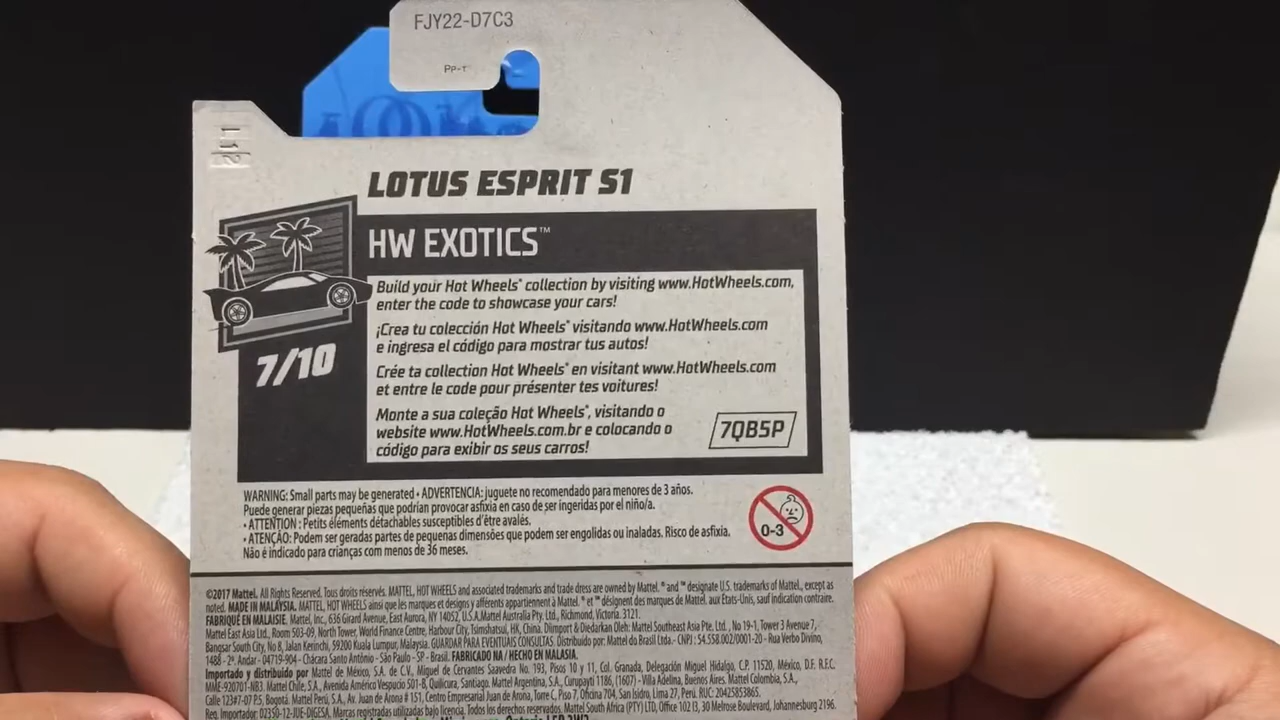 FJY22-D7C3
PP-1
L12
LOTUS ESPRIT S1
HW EXOTICS™
Build your Hot Wheels® collection by visiting www.HotWheels.com,
enter the code to showcase your cars!
¡Crea tu colección Hot Wheels® visitando www.HotWheels.com
e ingresa el código para mostrar tus autos!
7/10
Crée ta collection Hot Wheels® en visitant www.HotWheels.com
et entre le code pour présenter tes voitures!
Monte a sua coleção Hot Wheels®, visitando o
website www.HotWheels.com.br e colocando o
código para exibir os seus carros!
7QB5P
WARNING: Small parts may be generated • ADVERTENCIA: juguete no recomendado para menores de 3 años.
Puede generar piezas pequeñas que podrían provocar asfixia en caso de ser ingeridas por el niño/a.
• ATTENTION : Petits éléments détachables susceptibles d'être avalés.
• ATENÇÃO: Podem ser geradas partes de pequenas dimensões que podem ser engolidas ou inaladas. Risco de asfixia.
Não é indicado para crianças com menos de 36 meses.
0-3
©2017 Mattel. All Rights Reserved. Tous droits réservés. MATTEL, HOT WHEELS and associated trademarks and trade dress are owned by Mattel. ® and ™ designate U.S. trademarks of Mattel, except as
noted. MADE IN MALAYSIA. MATTEL, HOT WHEELS ainsi que les marques et designs y afférents appartiennent à Mattel. ® et ™ désignent des marques de Mattel, aux États-Unis, sauf indication contraire.
FABRIQUÉ EN MALAISIE. Mattel, Inc., 636 Girard Avenue, East Aurora, NY 14052, U.S.A. Mattel Australia Pty. Ltd., Richmond, Victoria. 3121.
Mattel East Asia Ltd., Room 503-09, North Tower, World Finance Centre, Harbour City, Tsimshatsui, HK, China. Diimport & Diedarkan Oleh: Mattel Southeast Asia Pte. Ltd., No 19-1, Tower 3 Avenue 7,
Bangsar South City, No 8, Jalan Kerinchi, 59200 Kuala Lumpur, Malaysia. GUARDAR PARA EVENTUAIS CONSULTAS. Distribuido por: Mattel do Brasil Ltda. - CNPJ : 54.558.002/0001-20 - Rua Verbo Divino,
1488 - 2º. Andar - 04719-904 - Chácara Santo Antônio - São Paulo - SP - Brasil. FABRICADO NA / HECHO EN MALASIA.
Importado y distribuido por Mattel de México, S.A. de C.V., Miguel de Cervantes Saavedra No. 193, Pisos 10 y 11, Col. Granada, Delegación Miguel Hidalgo, C.P. 11520, México, D.F. R.F.C.
MME-920701-NB3. Mattel Chile, S.A., Avenida Américo Vespucio 501-B, Quilicura, Santiago. Mattel Argentina, S.A., Curupaytí 1186, (1607) - Villa Adelina, Buenos Aires. Mattel Colombia, S.A.,
Calle 123#7-07 P.5, Bogotá. Mattel Perú, S.A., Av. Juan de Arona # 151, Centro Empresarial Juan de Arona, Torre C, Piso 7, Oficina 704, San Isidro, Lima 27, Perú. RUC: 20425853865.
Reg. Importador: 02350-12-JUE-DIGESA. Marcas registradas utilizadas bajo licencia. Todos los derechos reservados. Mattel South Africa (PTY) LTD, Office 102 I3, 30 Melrose Boulevard, Johannesburg 2196.